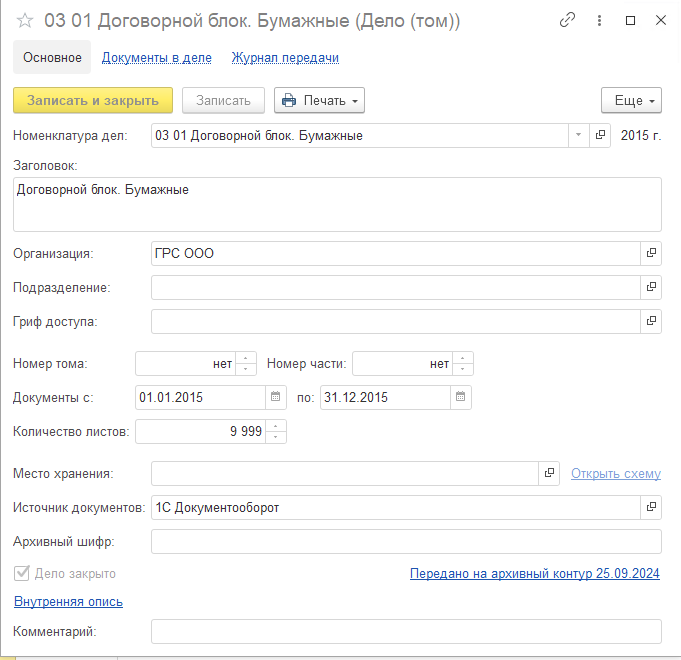 03 01 Договорной блок. Бумажные (Дело (том))
Основное Документы в деле Журнал передачи
Записать и закрыть Записать Печать Еще
Номенклатура дел: 03 01 Договорной блок. Бумажные 2015 г.
Заголовок:
Договорной блок. Бумажные
Организация: ГРС ООО
Подразделение:
Гриф доступа:
Номер тома: нет Номер части: нет
Документы с: 01.01.2015 по: 31.12.2015
Количество листов: 9 999
Место хранения: Открыть схему
Источник документов: 1С Документооборот
Архивный шифр:
Дело закрыто Передано на архивный контур 25.09.2024
Внутренняя опись
Комментарий: